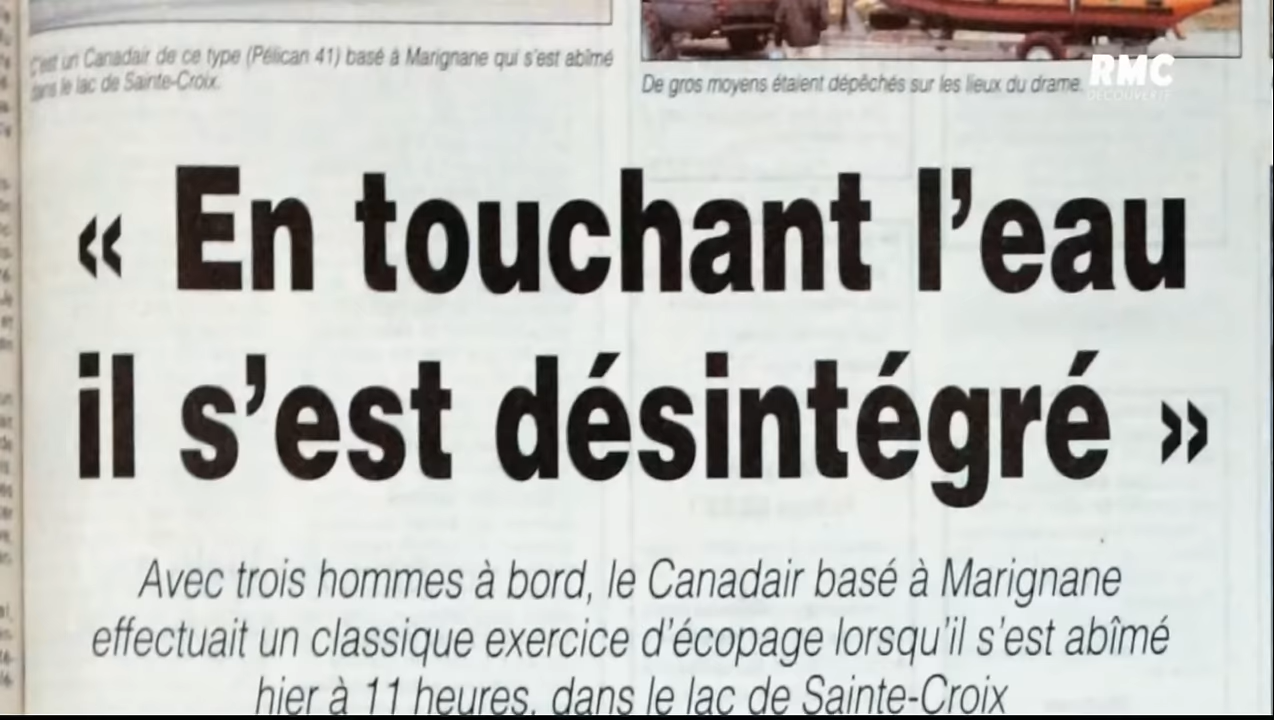 C'est un Canadair de ce type (Pélican 41) basé à Marignane qui s'est abîmé
dans le lac de Sainte-Croix.
De gros moyens étaient dépêchés sur les lieux du drame.
RMC
DECOUVERTE
« En touchant l'eau
il s'est désintégré »
Avec trois hommes à bord, le Canadair basé à Marignane
effectuait un classique exercice d'écopage lorsqu'il s'est abîmé
hier à 11 heures, dans le lac de Sainte-Croix